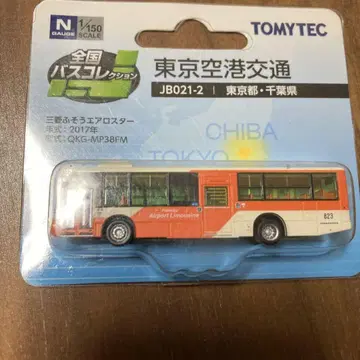 N
GAUGE
1/150
SCALE
TOMYTEC
全国
バスコレクション
東京空港交通
JB021-2 | 東京都・千葉県
三菱ふそうエアロスター
年式：2017年
型式：QKG-MP38FM
CHIBA
TOKYO
Airport Limousine
823